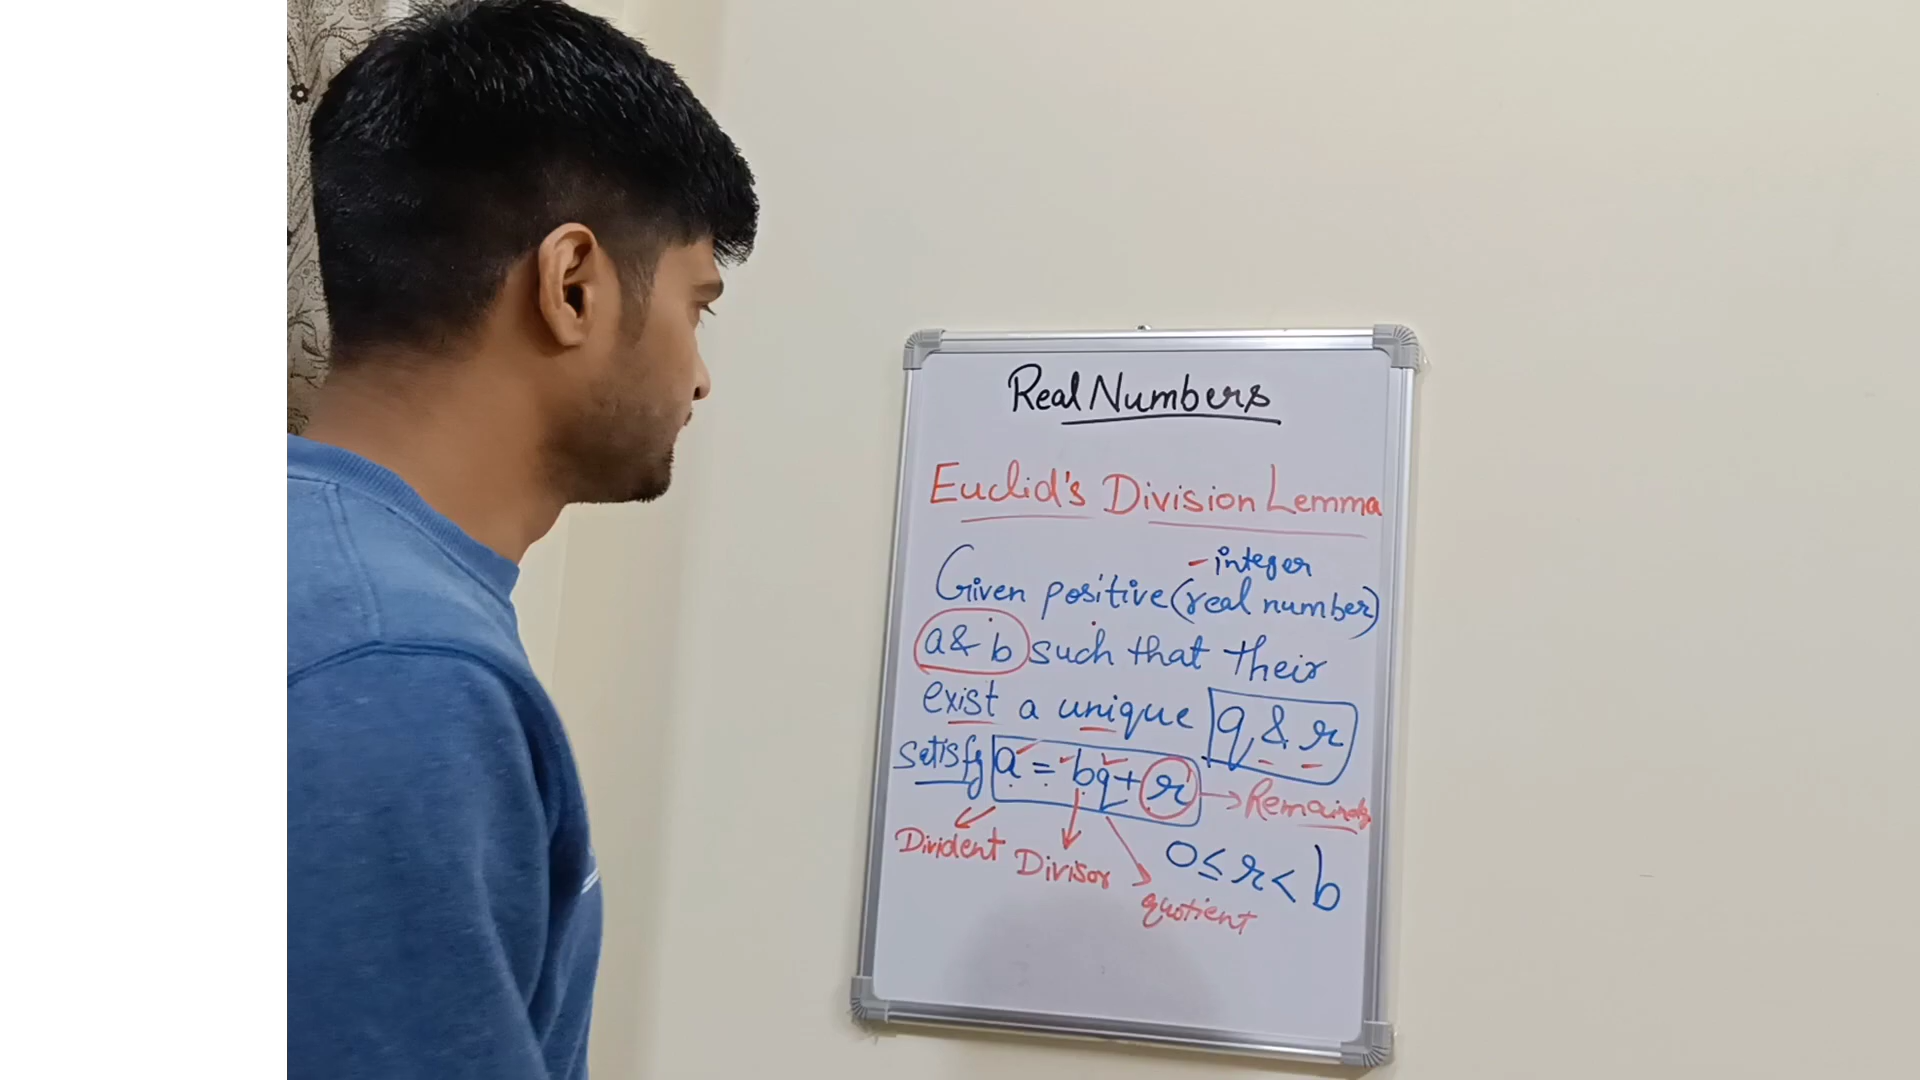 Real Numbers
Euclid's Division Lemma
- integer
Given positive (real number)
a & b such that their
exist a unique q & r
satisfy a = bq + r → Remainder
Divident Divisor 0 ≤ r < b
quotient